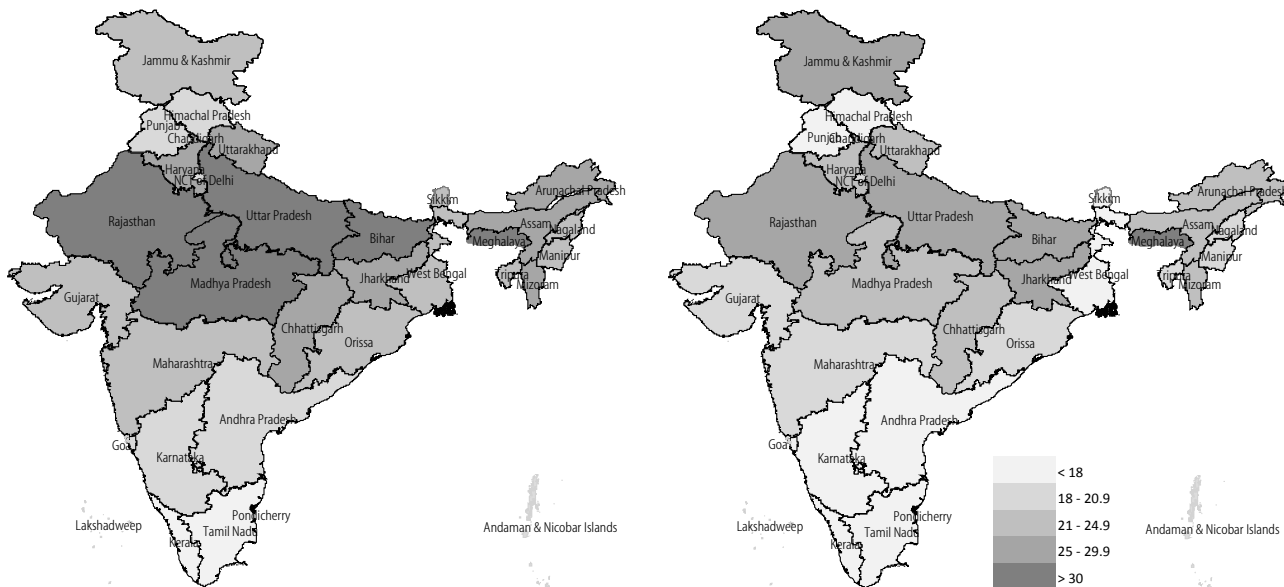 Jammu & Kashmir
Himachal Pradesh
Punjab
Chandigarh
Uttarakhand
Haryana
NCT of Delhi
Rajasthan
Uttar Pradesh
Bihar
Sikkim
Arunachal Pradesh
Assam
Nagaland
Meghalaya
Manipur
Tripura
Mizoram
West Bengal
Jharkhand
Madhya Pradesh
Gujarat
Chhattisgarh
Orissa
Maharashtra
Andhra Pradesh
Goa
Karnataka
Pondicherry
Tamil Nadu
Kerala
Lakshadweep
Andaman & Nicobar Islands
Jammu & Kashmir
Himachal Pradesh
Punjab
Chandigarh
Uttarakhand
Haryana
NCT of Delhi
Rajasthan
Uttar Pradesh
Bihar
Sikkim
Arunachal Pradesh
Assam
Nagaland
Meghalaya
Manipur
Tripura
Mizoram
West Bengal
Jharkhand
Madhya Pradesh
Gujarat
Chhattisgarh
Orissa
Maharashtra
Andhra Pradesh
Goa
Karnataka
Pondicherry
Tamil Nadu
Kerala
Lakshadweep
Andaman & Nicobar Islands
< 18
18 - 20.9
21 - 24.9
25 - 29.9
> 30